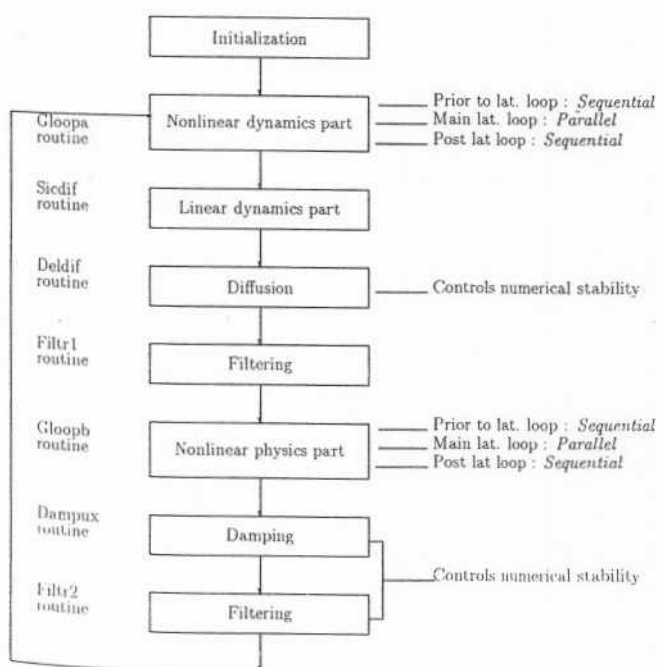 Initialization
Gloopa
routine
Nonlinear dynamics part
Prior to lat. loop : Sequential
Main lat. loop : Parallel
Post lat loop : Sequential
Sicdif
routine
Linear dynamics part
Deldif
routine
Diffusion
Controls numerical stability
Filtr1
routine
Filtering
Gloopb
routine
Nonlinear physics part
Prior to lat. loop : Sequential
Main lat. loop : Parallel
Post lat loop : Sequential
Dampux
routine
Damping
Controls numerical stability
Filtr2
routine
Filtering